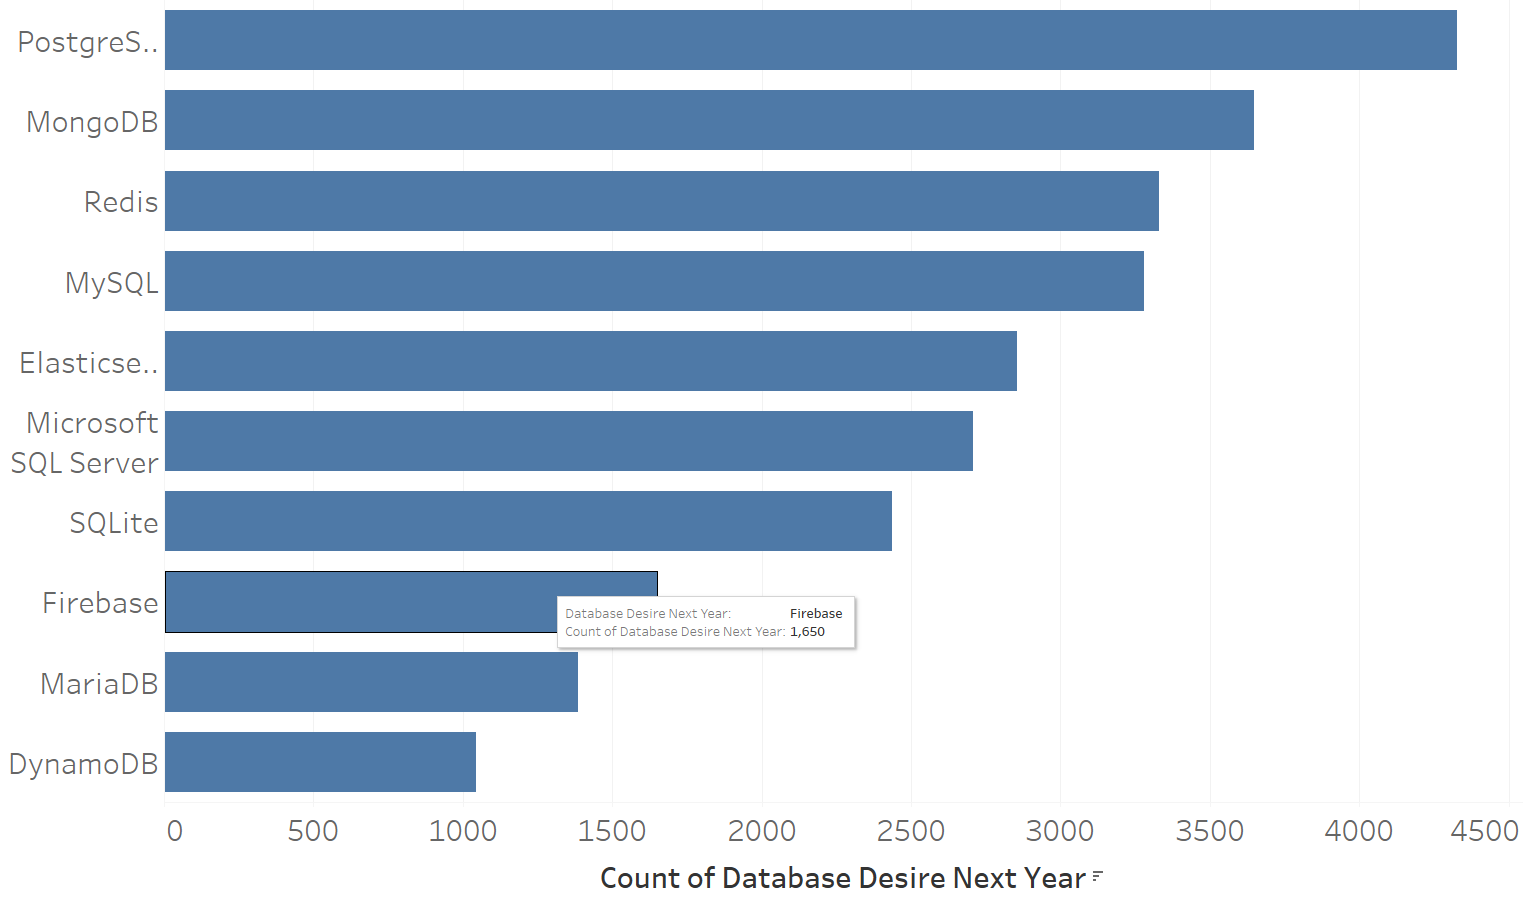 PostgreS..
MongoDB
Redis
MySQL
Elasticse..
Microsoft
SQL Server
SQLite
Firebase
Database Desire Next Year: Firebase
Count of Database Desire Next Year: 1,650
MariaDB
DynamoDB
0 500 1000 1500 2000 2500 3000 3500 4000 4500
Count of Database Desire Next Year